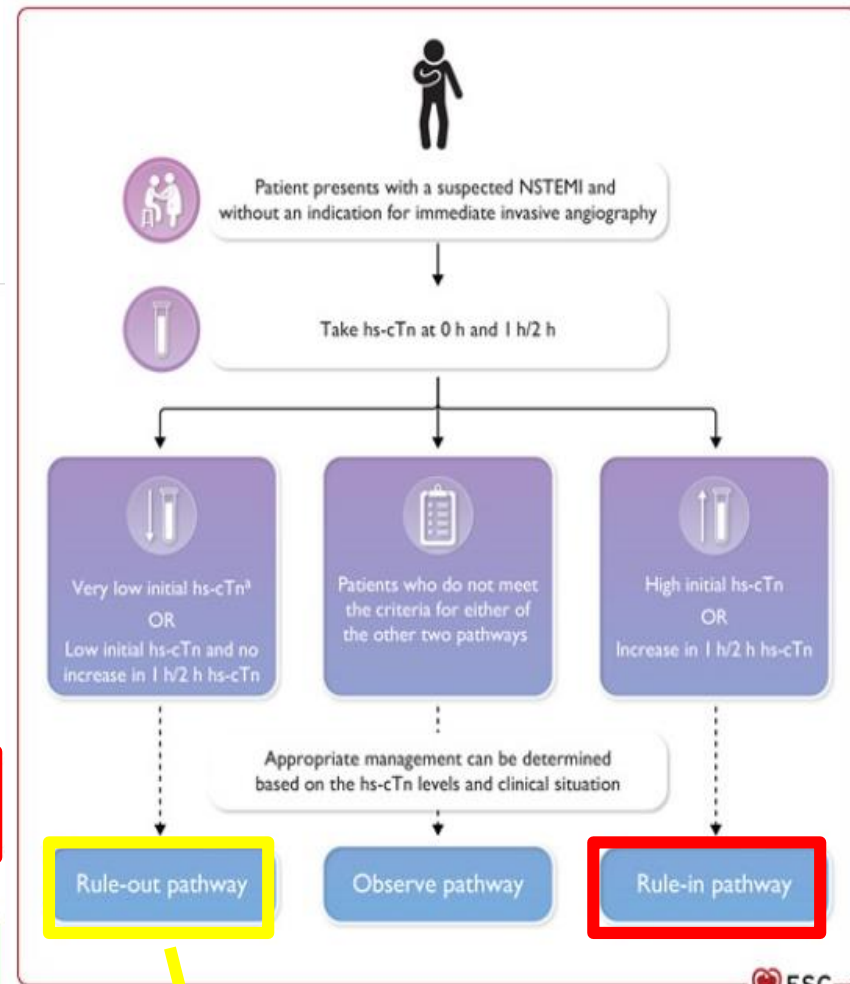 Patient presents with a suspected NSTEMI and
without an indication for immediate invasive angiography
Take hs-cTn at 0 h and 1 h/2 h
Very low initial hs-cTnᵃ
OR
Low initial hs-cTn and no
increase in 1 h/2 h hs-cTn
Patients who do not meet
the criteria for either of
the other two pathways
High initial hs-cTn
OR
Increase in 1 h/2 h hs-cTn
Appropriate management can be determined
based on the hs-cTn levels and clinical situation
Rule-out pathway
Observe pathway
Rule-in pathway
ESC